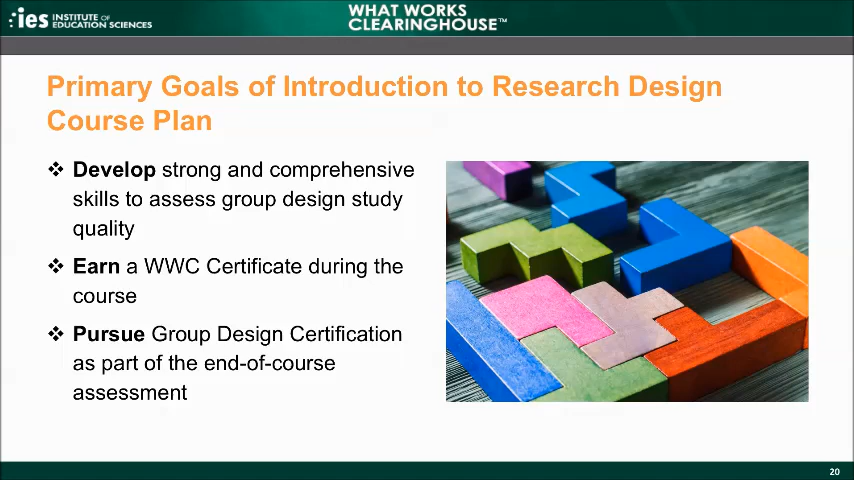 ies INSTITUTE OF
EDUCATION SCIENCES
WHAT WORKS
CLEARINGHOUSE™
Primary Goals of Introduction to Research Design
Course Plan
❖ Develop strong and comprehensive
skills to assess group design study
quality
❖ Earn a WWC Certificate during the
course
❖ Pursue Group Design Certification
as part of the end-of-course
assessment
20